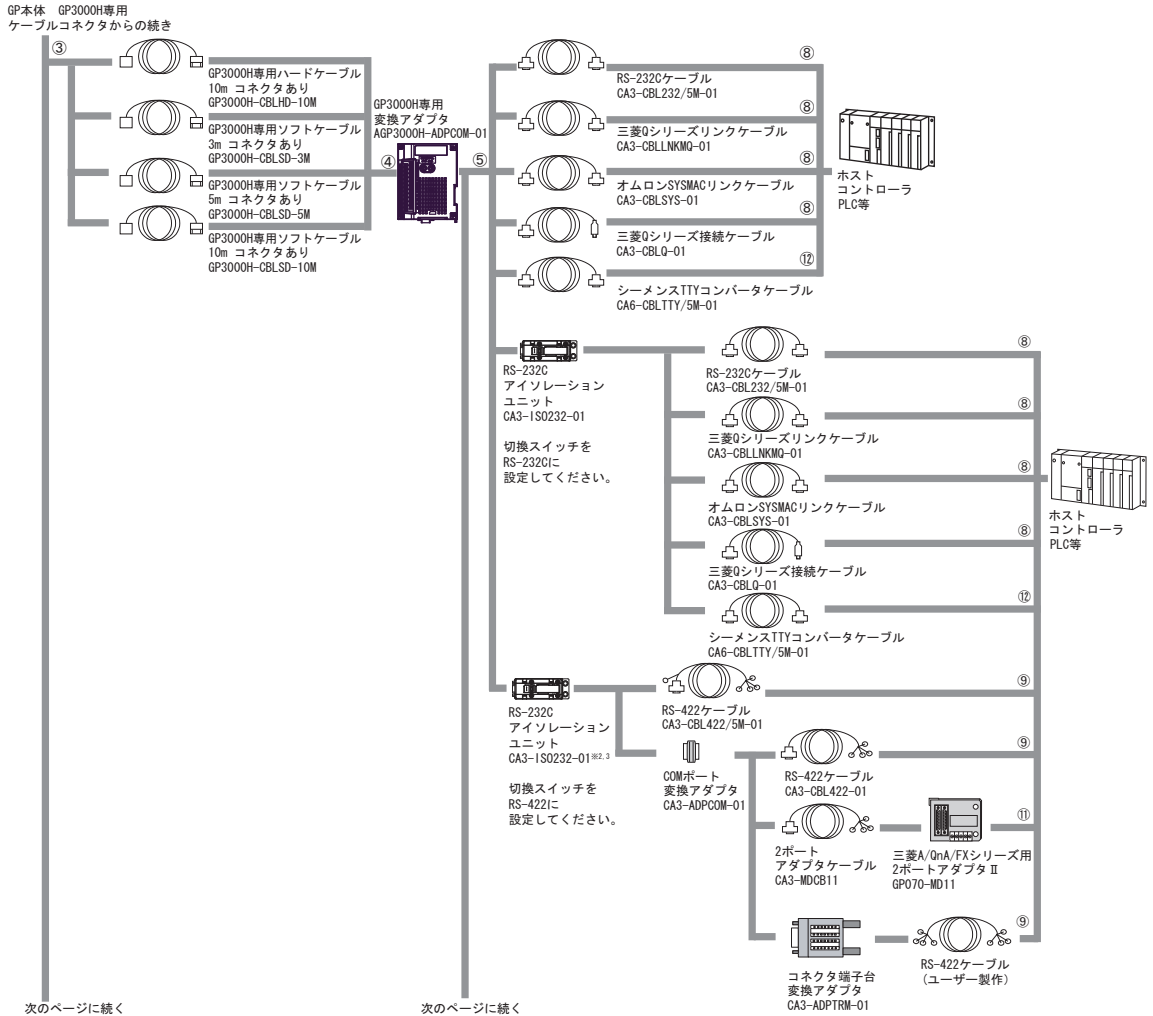 GP本体　GP3000H専用
ケーブルコネクタからの続き
③
GP3000H専用ハードケーブル
10m コネクタあり
GP3000H-CBLHD-10M
GP3000H専用ソフトケーブル
3m コネクタあり
GP3000H-CBLSD-3M
GP3000H専用ソフトケーブル
5m コネクタあり
GP3000H-CBLSD-5M
GP3000H専用ソフトケーブル
10m コネクタあり
GP3000H-CBLSD-10M
GP3000H専用
変換アダプタ
AGP3000H-ADPCOM-01
④
⑤
⑧
RS-232Cケーブル
CA3-CBL232/5M-01
⑧
三菱Qシリーズリンクケーブル
CA3-CBLLNKMQ-01
⑧
オムロンSYSMACリンクケーブル
CA3-CBLSYS-01
⑧
三菱Qシリーズ接続ケーブル
CA3-CBLQ-01
⑫
シーメンスTTYコンバータケーブル
CA6-CBLTTY/5M-01
ホスト
コントローラ
PLC等
RS-232C
アイソレーション
ユニット
CA3-ISO232-01
切換スイッチを
RS-232Cに
設定してください。
⑧
RS-232Cケーブル
CA3-CBL232/5M-01
⑧
三菱Qシリーズリンクケーブル
CA3-CBLLNKMQ-01
⑧
オムロンSYSMACリンクケーブル
CA3-CBLSYS-01
⑧
三菱Qシリーズ接続ケーブル
CA3-CBLQ-01
⑫
シーメンスTTYコンバータケーブル
CA6-CBLTTY/5M-01
ホスト
コントローラ
PLC等
RS-232C
アイソレーション
ユニット
CA3-ISO232-01※2,3
切換スイッチを
RS-422に
設定してください。
⑨
RS-422ケーブル
CA3-CBL422/5M-01
COMポート
変換アダプタ
CA3-ADPCOM-01
⑨
RS-422ケーブル
CA3-CBL422-01
2ポート
アダプタケーブル
CA3-MDCB11
⑪
三菱A/QnA/FXシリーズ用
2ポートアダプタⅡ
GP070-MD11
コネクタ端子台
変換アダプタ
CA3-ADPTRM-01
⑨
RS-422ケーブル
（ユーザー製作）
次のページに続く
次のページに続く